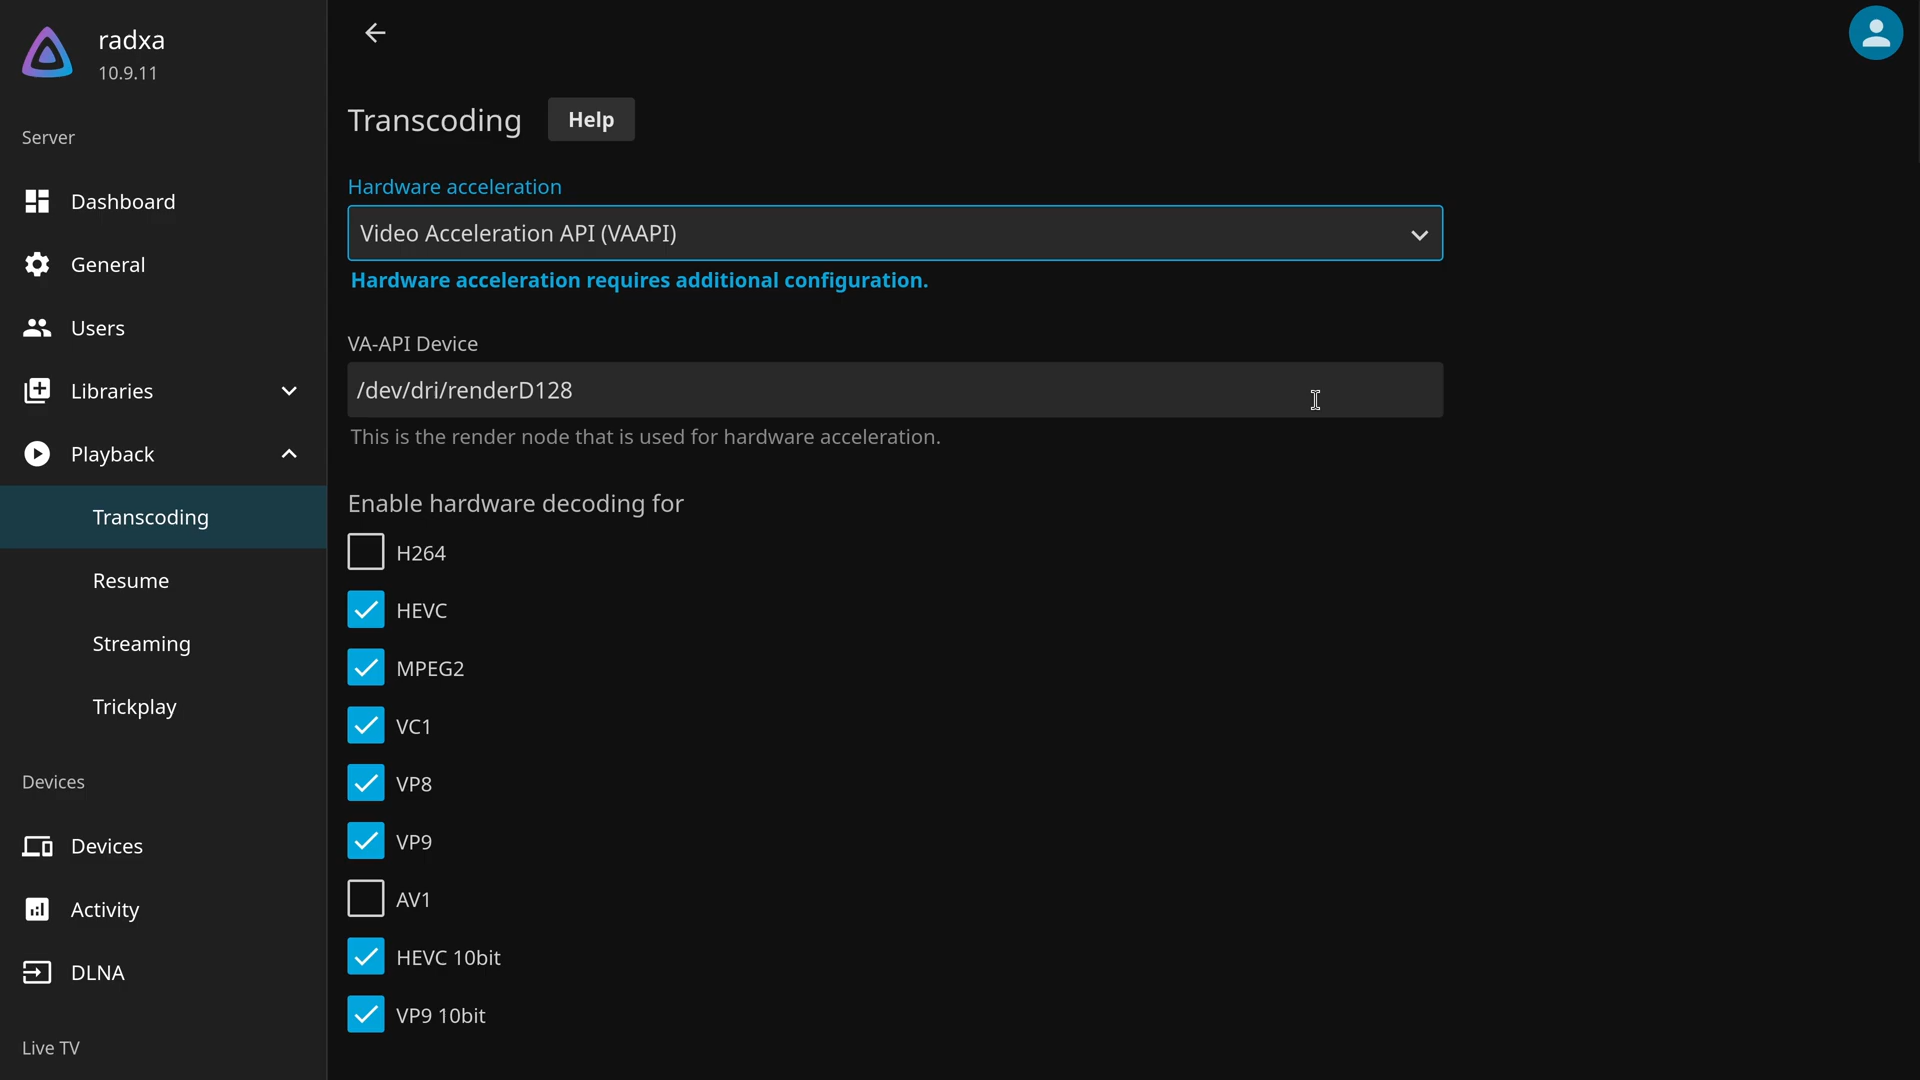 radxa
10.9.11
Server
Dashboard
General
Users
Libraries
Playback
Transcoding
Resume
Streaming
Trickplay
Devices
Devices
Activity
DLNA
Live TV
Transcoding
Help
Hardware acceleration
Video Acceleration API (VAAPI)
Hardware acceleration requires additional configuration.
VA-API Device
/dev/dri/renderD128
This is the render node that is used for hardware acceleration.
Enable hardware decoding for
H264
HEVC
MPEG2
VC1
VP8
VP9
AV1
HEVC 10bit
VP9 10bit